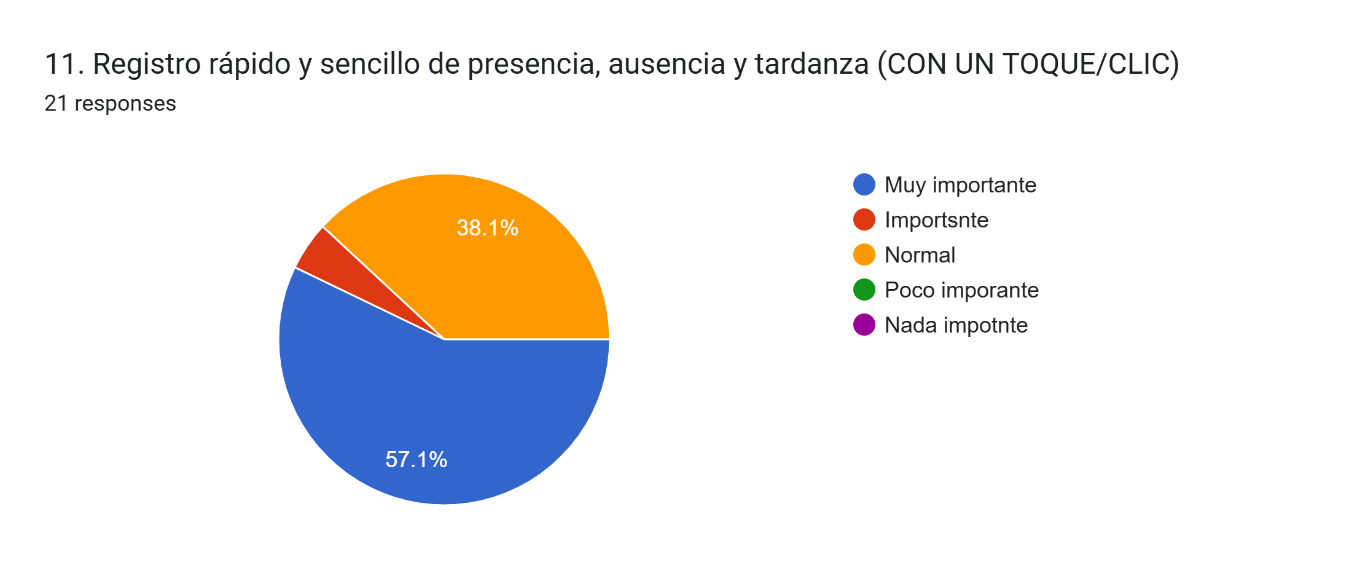 11. Registro rápido y sencillo de presencia, ausencia y tardanza (CON UN TOQUE/CLIC)
21 responses
38.1%
57.1%
Muy importante
Importsnte
Normal
Poco imporante
Nada impotnte